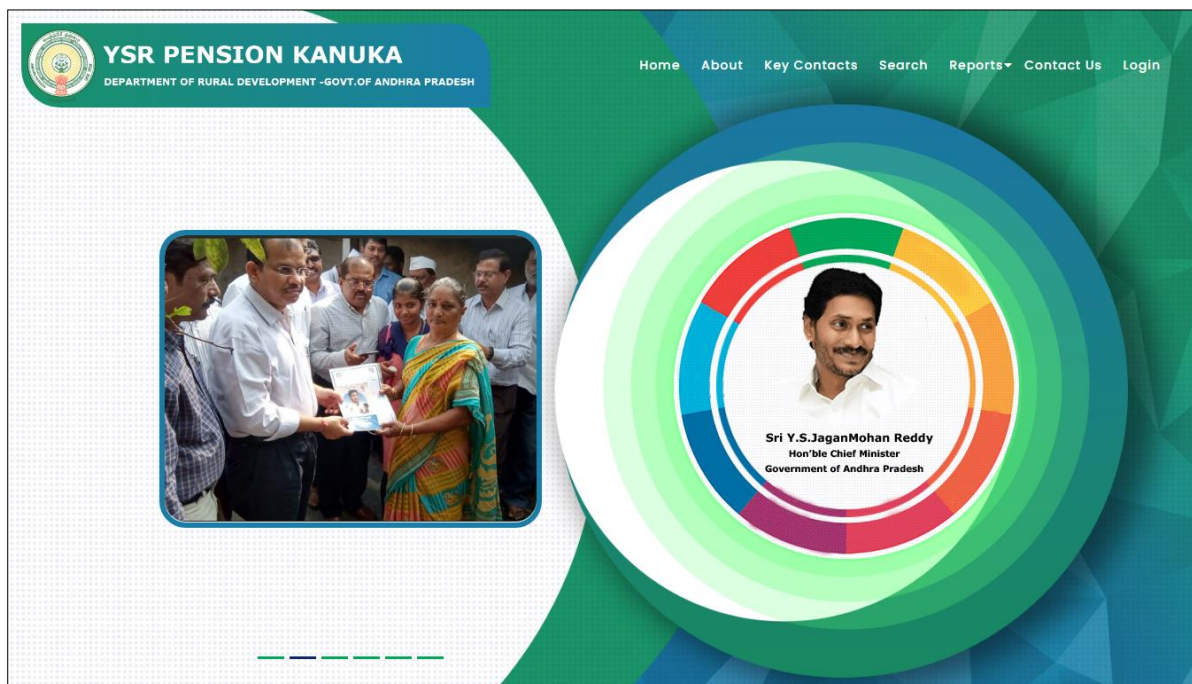 YSR PENSION KANUKA
DEPARTMENT OF RURAL DEVELOPMENT -GOVT.OF ANDHRA PRADESH
Home About Key Contacts Search Reports Contact Us Login
Sri Y.S.JaganMohan Reddy
Hon'ble Chief Minister
Government of Andhra Pradesh